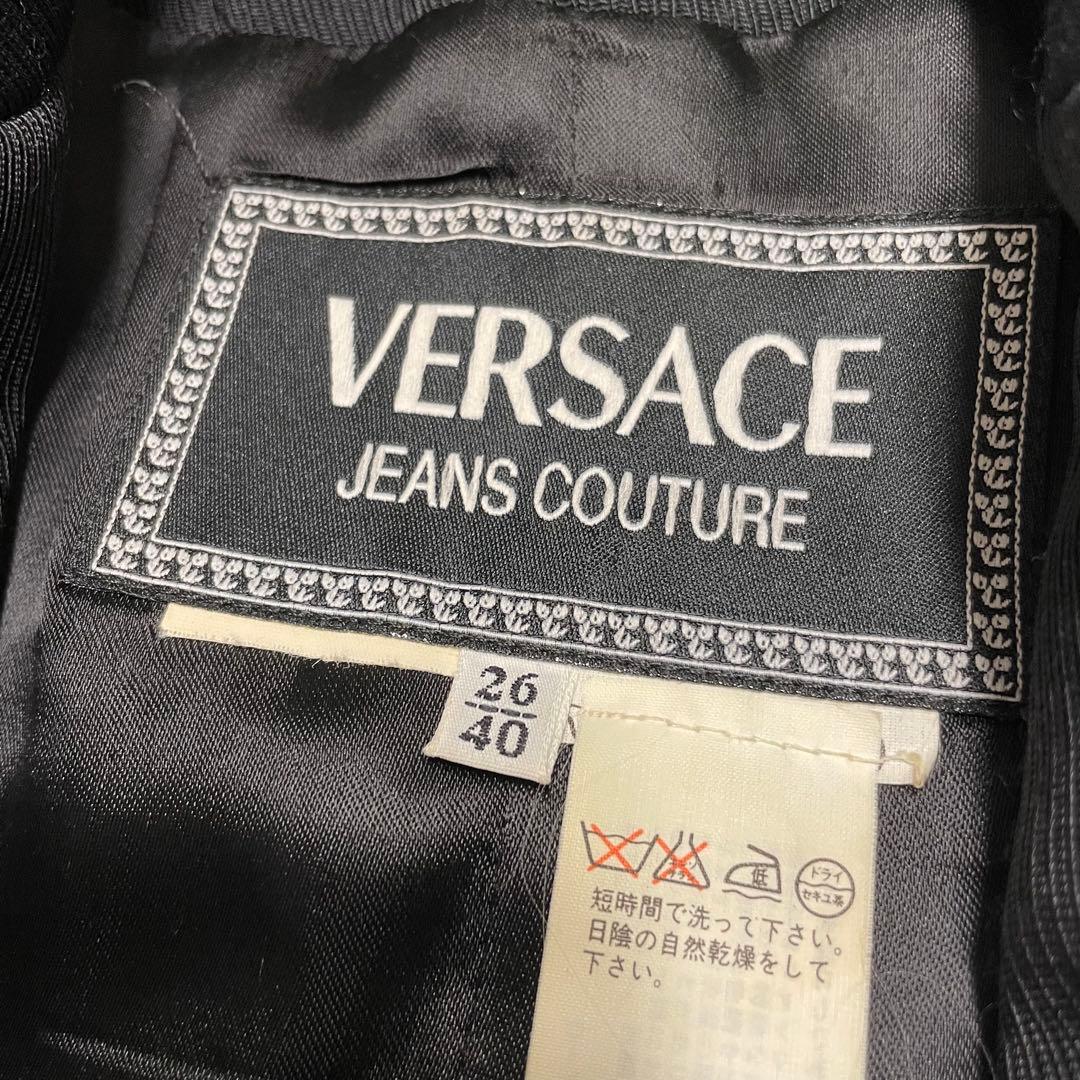 VERSACE
JEANS COUTURE
26
40
低
ドライ
セキユ系
短時間で洗って下さい。
日陰の自然乾燥をして
下さい。